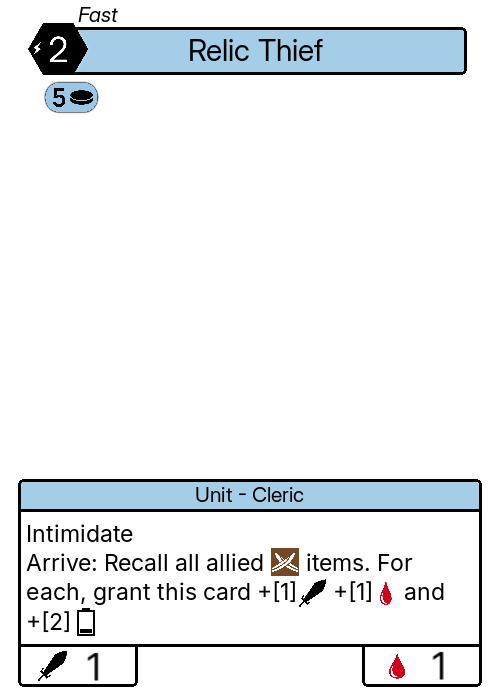 Fast
2
Relic Thief
5
Unit - Cleric
Intimidate
Arrive: Recall all allied items. For
each, grant this card +[1] +[1] and
+[2]
1
1